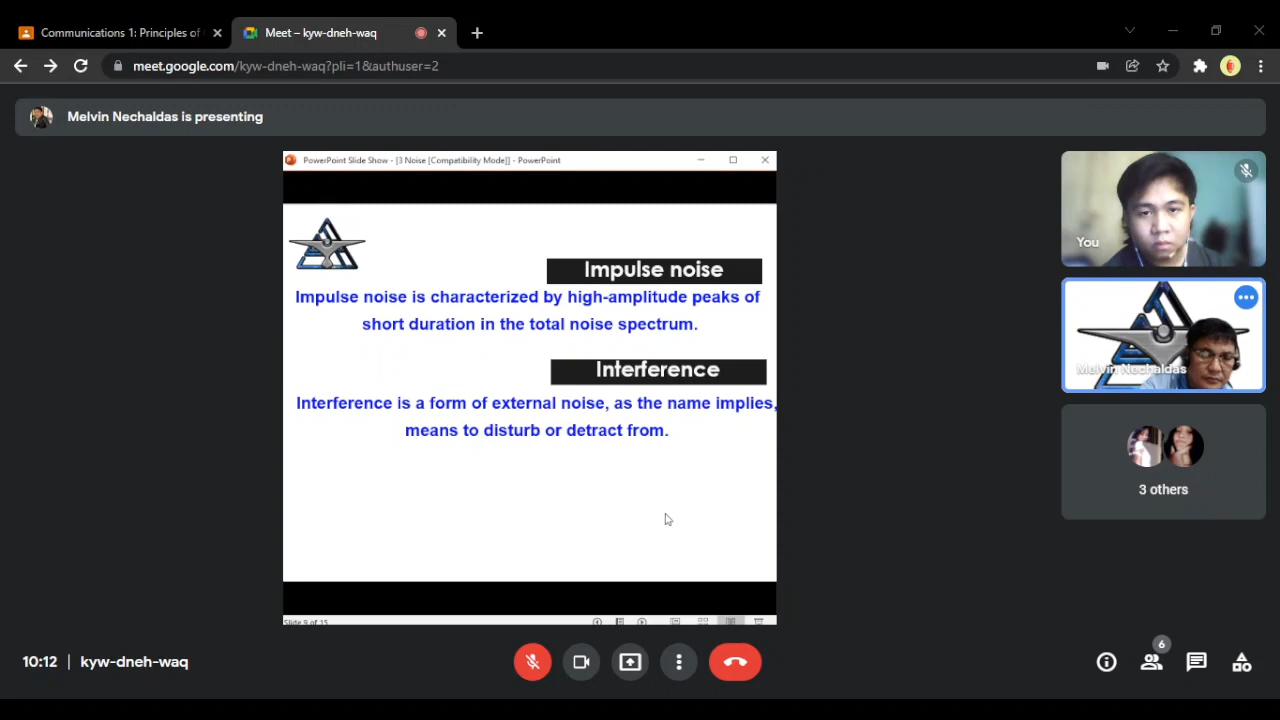 Communications 1: Principles of
Meet – kyw-dneh-waq
meet.google.com/kyw-dneh-waq?pli=1&authuser=2
Melvin Nechaldas is presenting
PowerPoint Slide Show - [3 Noise [Compatibility Mode]] - PowerPoint
Impulse noise
Impulse noise is characterized by high-amplitude peaks of
short duration in the total noise spectrum.
Interference
Interference is a form of external noise, as the name implies,
means to disturb or detract from.
Slide 9 of 15
You
Melvin Nechaldas
3 others
10:12 | kyw-dneh-waq
6